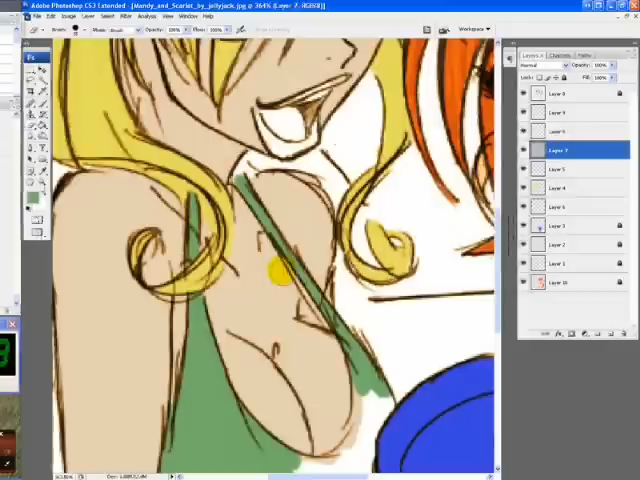 Adobe Photoshop CS3 Extended - [Mandy_and_Scarlet_by_jellyjack.jpg @ 364% (Layer 7, RGB/8)]
File Edit Image Layer Select Filter Analysis View Window Help
Brush: Mode: Brush Opacity: 100% Flow: 100%
Ps
Layers Channels Paths
Normal Opacity: 100%
Lock: Fill: 100%
Layer 8
Layer 9
Layer 7
Layer 5
Layer 4
Layer 6
Layer 3
Layer 2
Layer 1
Layer 10